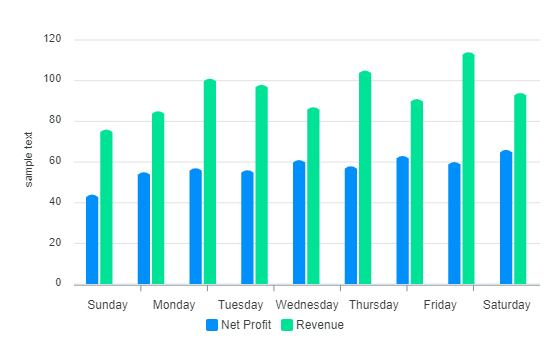 120
100
80
60
40
20
0
sample text
Sunday Monday Tuesday Wednesday Thursday Friday Saturday
Net Profit Revenue